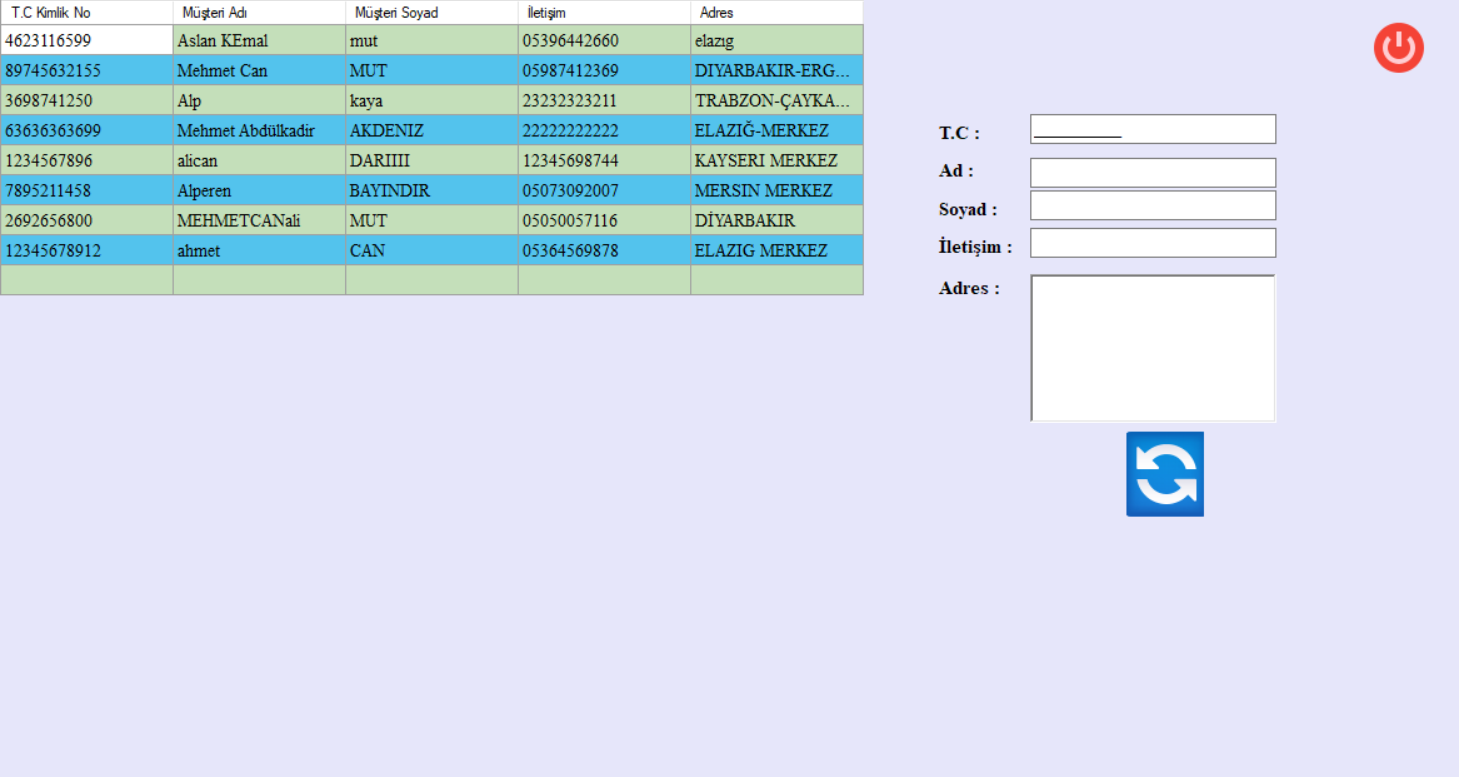 T.C Kimlik No Müşteri Adı Müşteri Soyad İletişim Adres
4623116599 Aslan KEmal mut 05396442660 elazıg
89745632155 Mehmet Can MUT 05987412369 DIYARBAKIR-ERG...
3698741250 Alp kaya 23232323211 TRABZON-ÇAYKA...
63636363699 Mehmet Abdülkadir AKDENIZ 22222222222 ELAZIĞ-MERKEZ
1234567896 alican DARIIII 12345698744 KAYSERI MERKEZ
7895211458 Alperen BAYINDIR 05073092007 MERSIN MERKEZ
2692656800 MEHMETCANali MUT 05050057116 DİYARBAKIR
12345678912 ahmet CAN 05364569878 ELAZIG MERKEZ
T.C :
Ad :
Soyad :
İletişim :
Adres :